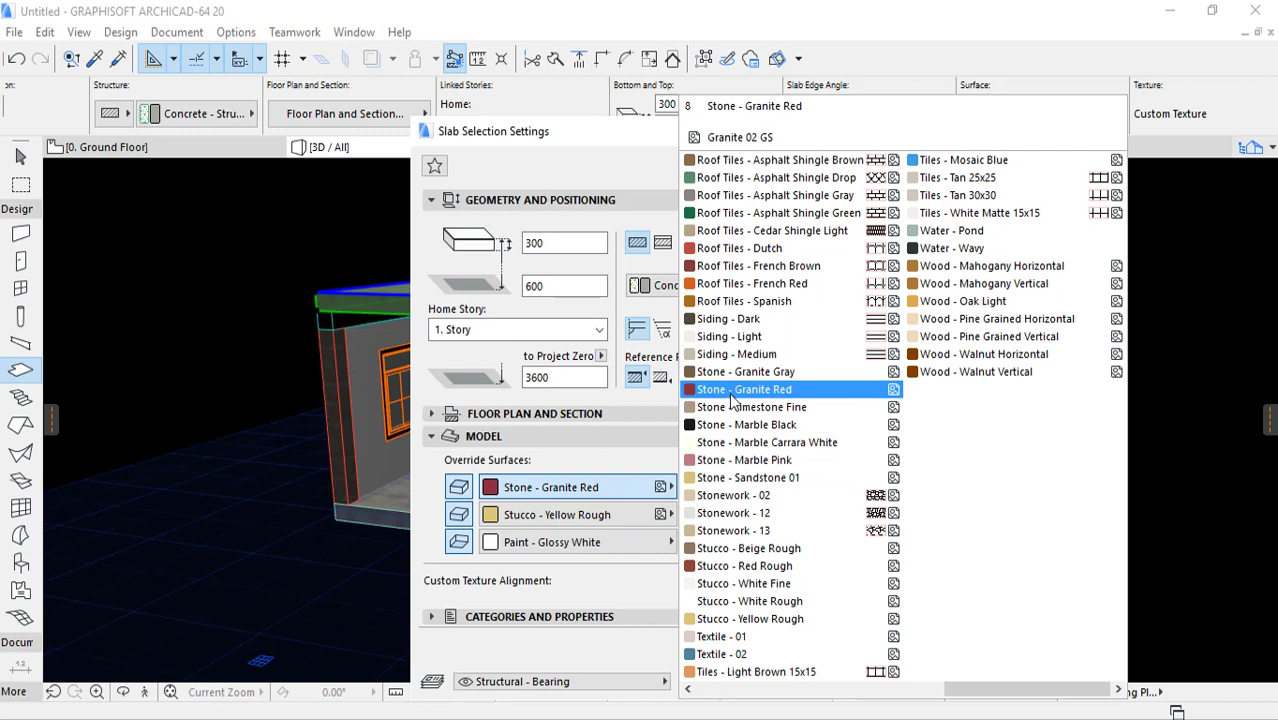 Untitled - GRAPHISOFT ARCHICAD-64 20
File Edit View Design Document Options Teamwork Window Help
on:
Structure:
Floor Plan and Section:
Linked Stories:
Bottom and Top:
Slab Edge Angle:
Surface:
Texture:
Concrete - Stru...
Floor Plan and Section...
Home:
300
Custom Texture
[0. Ground Floor]
[3D / All]
Design
Docum
More
1.2
Slab Selection Settings
GEOMETRY AND POSITIONING
300
600
Conc
Home Story:
1. Story
to Project Zero
Reference P
3600
FLOOR PLAN AND SECTION
MODEL
Override Surfaces:
Stone - Granite Red
Stucco - Yellow Rough
Paint - Glossy White
Custom Texture Alignment:
CATEGORIES AND PROPERTIES
Structural - Bearing
8 Stone - Granite Red
Granite 02 GS
Roof Tiles - Asphalt Shingle Brown
Roof Tiles - Asphalt Shingle Drop
Roof Tiles - Asphalt Shingle Gray
Roof Tiles - Asphalt Shingle Green
Roof Tiles - Cedar Shingle Light
Roof Tiles - Dutch
Roof Tiles - French Brown
Roof Tiles - French Red
Roof Tiles - Spanish
Siding - Dark
Siding - Light
Siding - Medium
Stone - Granite Gray
Stone - Granite Red
Stone - Limestone Fine
Stone - Marble Black
Stone - Marble Carrara White
Stone - Marble Pink
Stone - Sandstone 01
Stonework - 02
Stonework - 12
Stonework - 13
Stucco - Beige Rough
Stucco - Red Rough
Stucco - White Fine
Stucco - White Rough
Stucco - Yellow Rough
Textile - 01
Textile - 02
Tiles - Light Brown 15x15
Tiles - Mosaic Blue
Tiles - Tan 25x25
Tiles - Tan 30x30
Tiles - White Matte 15x15
Water - Pond
Water - Wavy
Wood - Mahogany Horizontal
Wood - Mahogany Vertical
Wood - Oak Light
Wood - Pine Grained Horizontal
Wood - Pine Grained Vertical
Wood - Walnut Horizontal
Wood - Walnut Vertical
Current Zoom
0.00°
ng Pl...